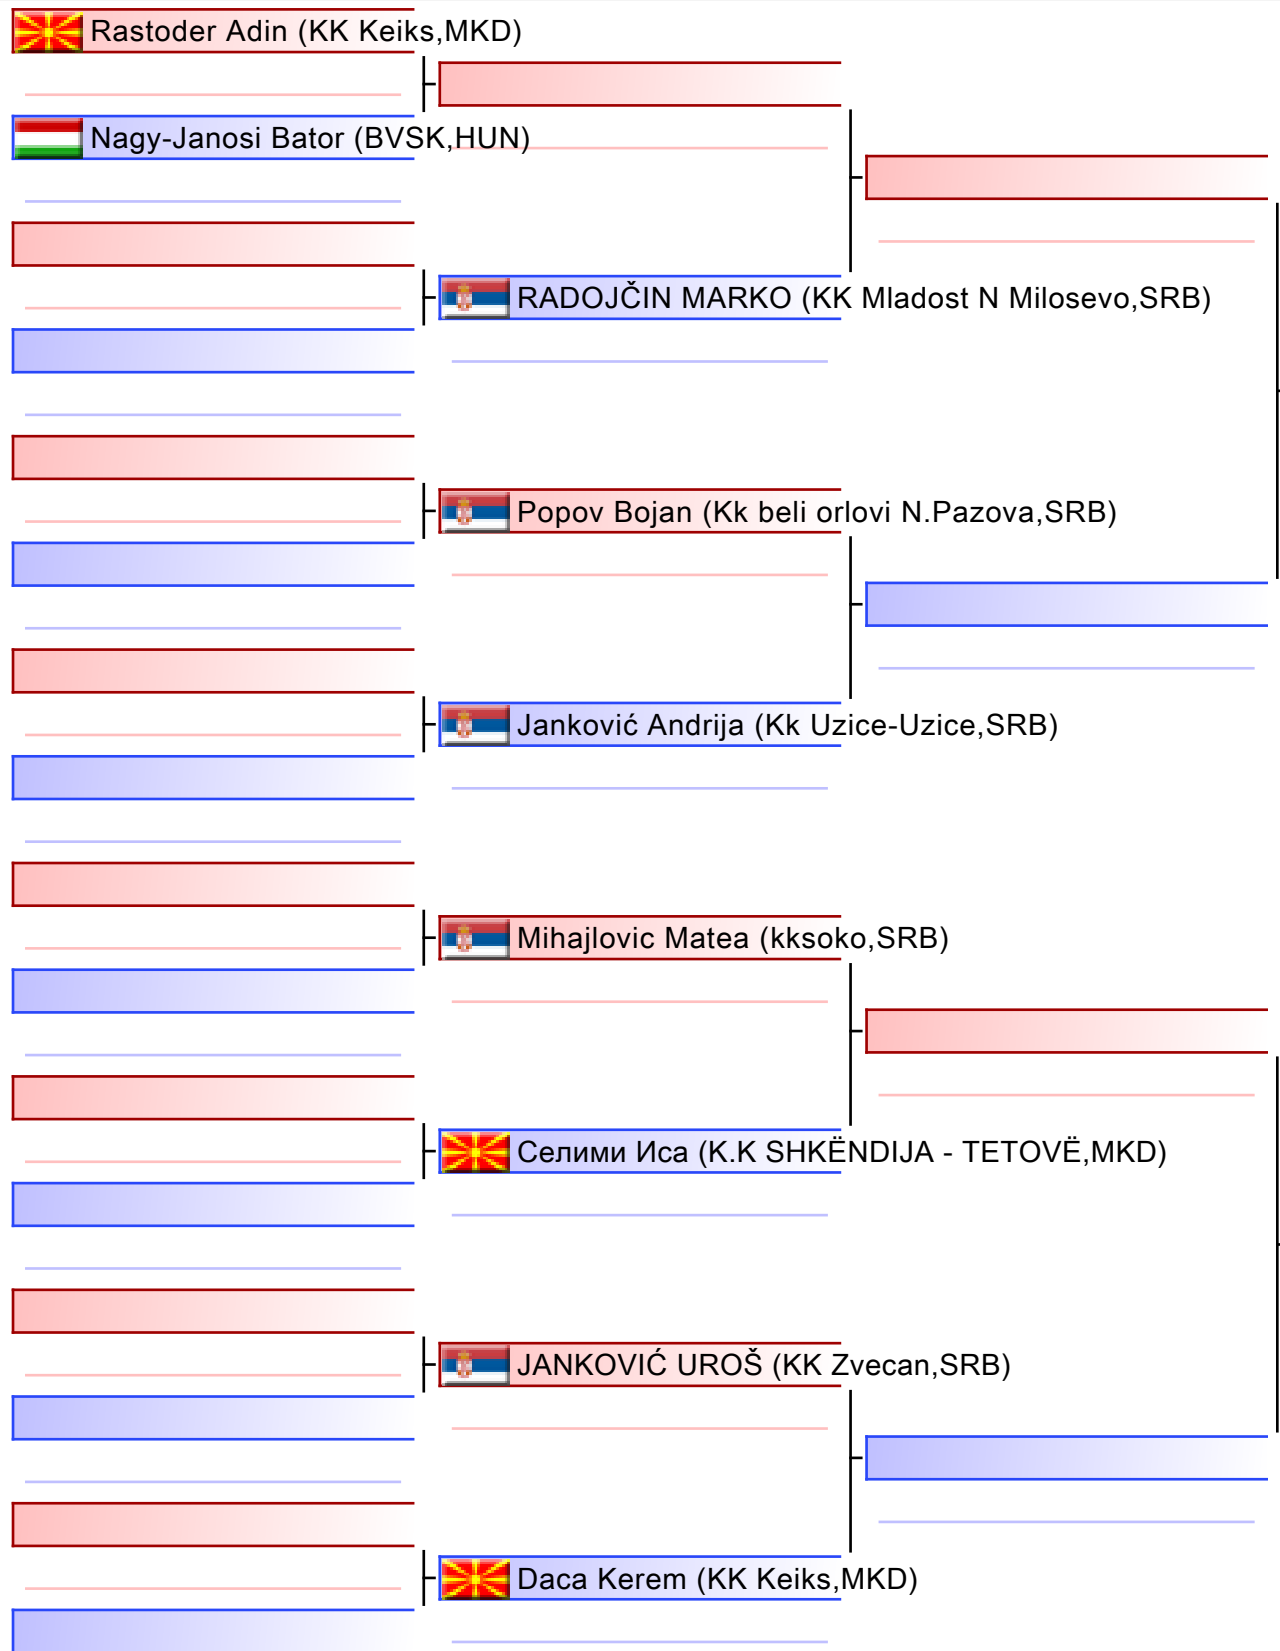 Rastoder Adin (KK Keiks,MKD)
Nagy-Janosi Bator (BVSK,HUN)
RADOJČIN MARKO (KK Mladost N Milosevo,SRB)
Popov Bojan (Kk beli orlovi N.Pazova,SRB)
Janković Andrija (Kk Uzice-Uzice,SRB)
Mihajlovic Matea (kksoko,SRB)
Селими Иса (K.K SHKËNDIJA - TETOVË,MKD)
JANKOVIĆ UROŠ (KK Zvecan,SRB)
Daca Kerem (KK Keiks,MKD)